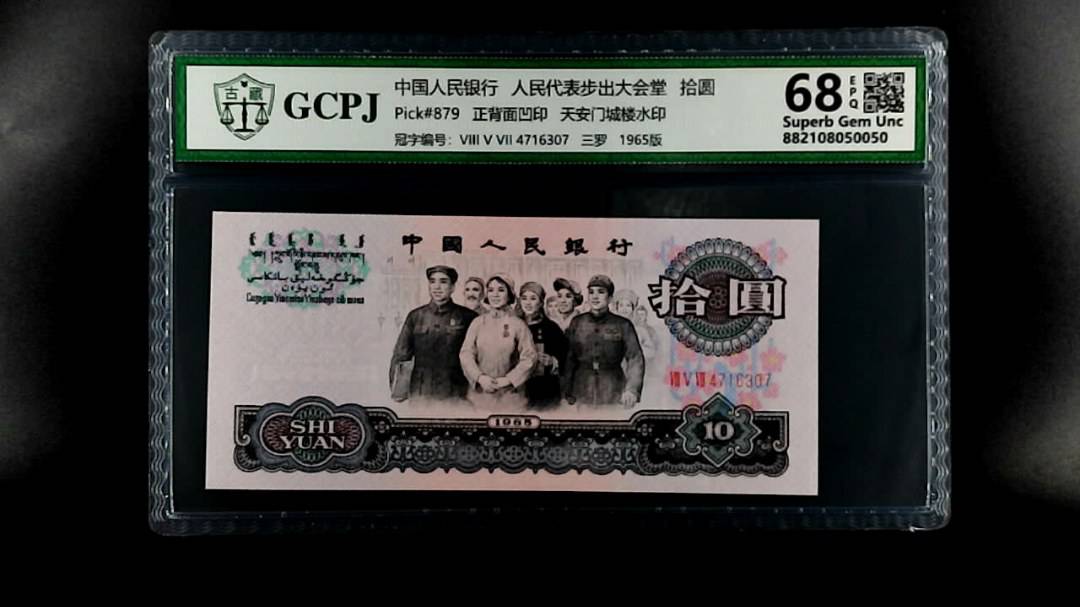 古藏
GCPJ
中国人民银行 人民代表步出大会堂 拾圆
Pick#879 正背面凹印 天安门城楼水印
冠字编号: VIII V VII 4716307 三罗 1965版
68 EPQ
Superb Gem Unc
882108050050
中國人民銀行
拾圓
VIII V VII 4716307
1965
SHI
YUAN
10